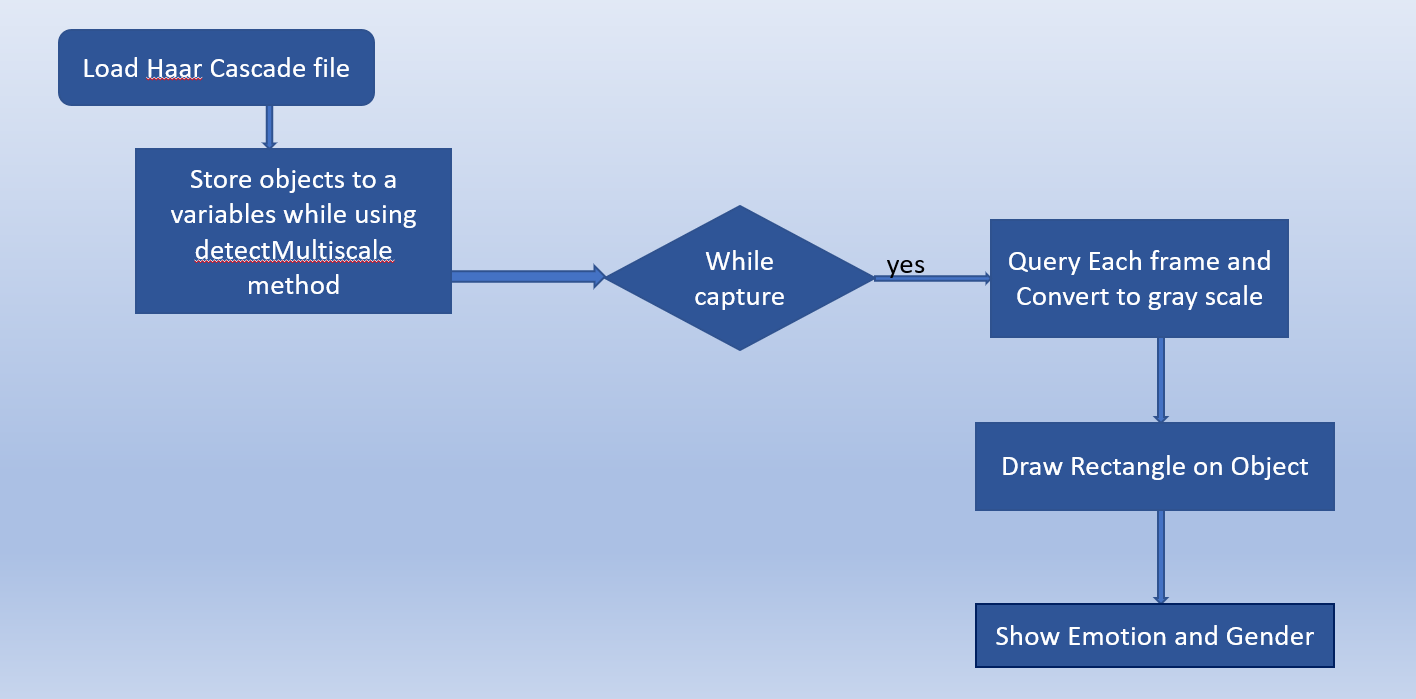 Load Haar Cascade file
Store objects to a
variables while using
detectMultiscale
method
While
capture
yes
Query Each frame and
Convert to gray scale
Draw Rectangle on Object
Show Emotion and Gender